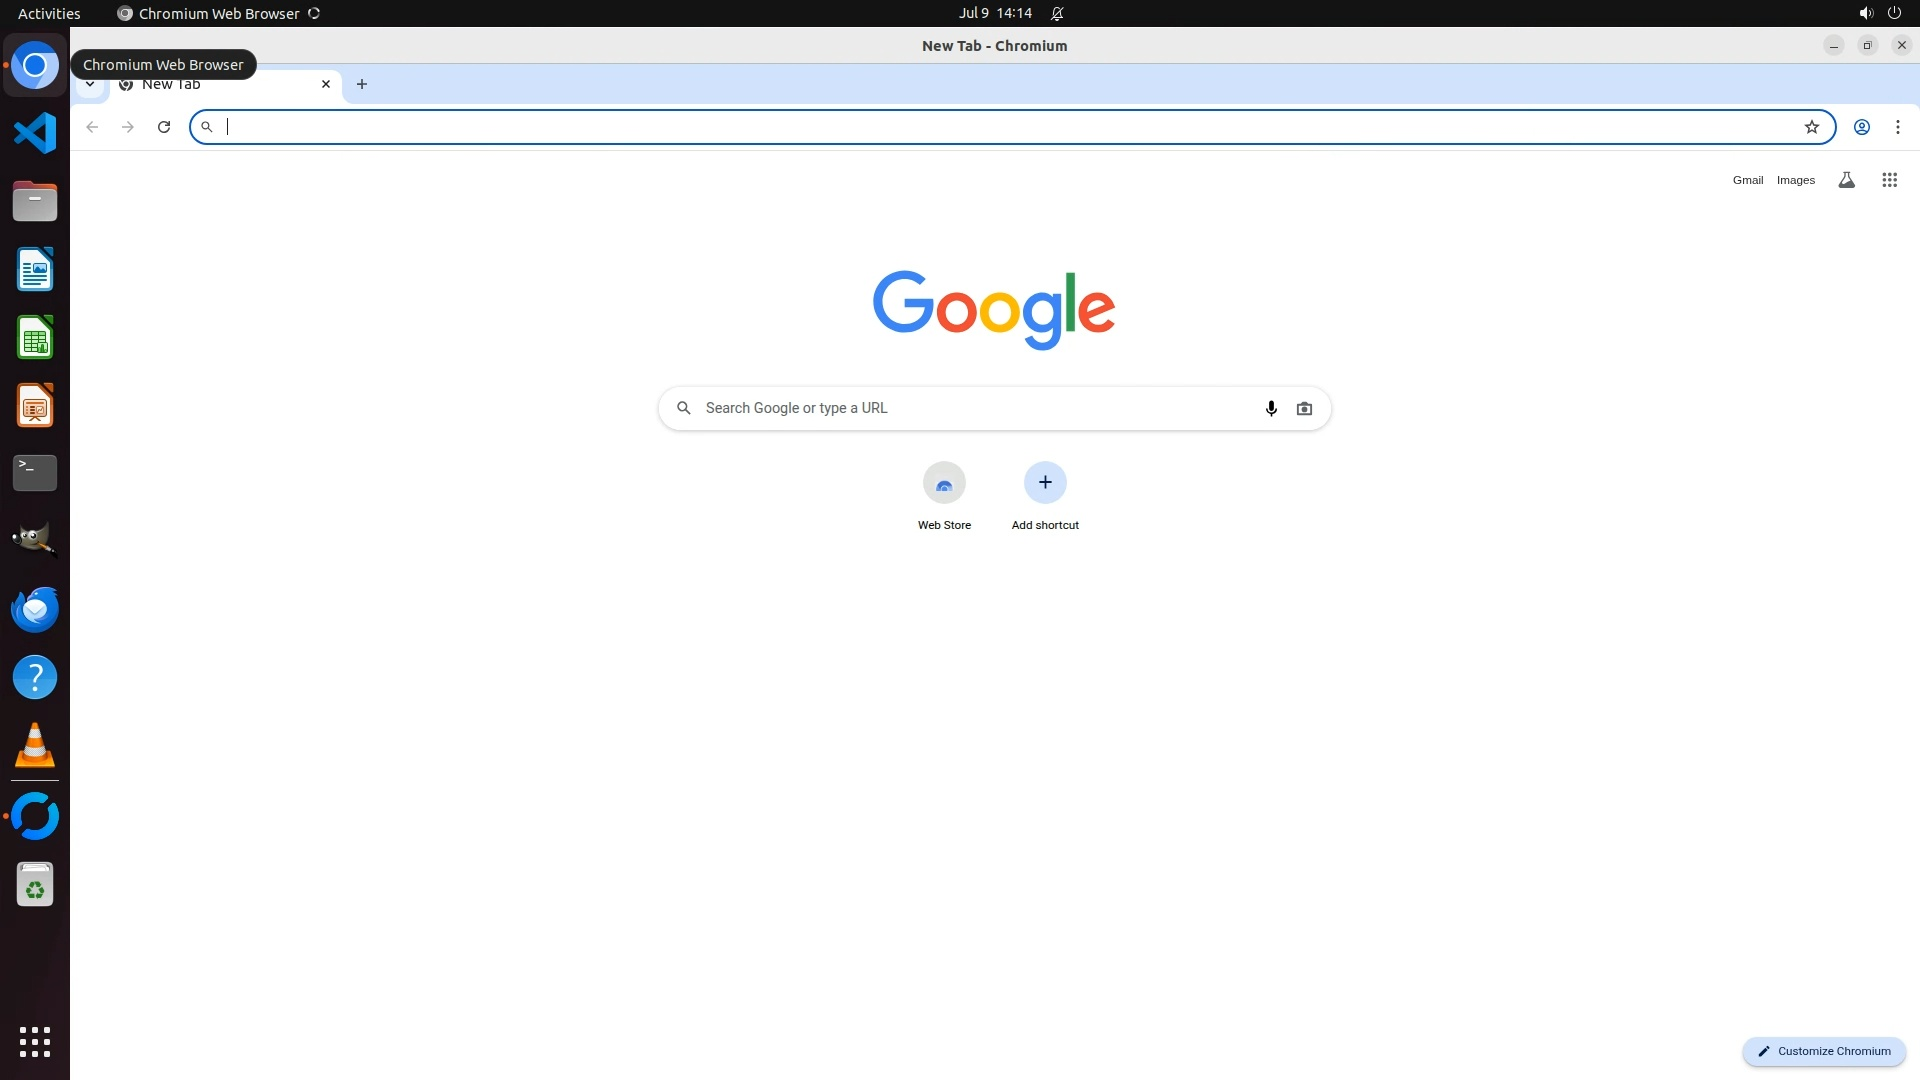 Activities
Chromium Web Browser
Jul 9 14:14
New Tab - Chromium
Chromium Web Browser
New Tab
Gmail
Images
Google
Search Google or type a URL
Web Store
Add shortcut
Customize Chromium